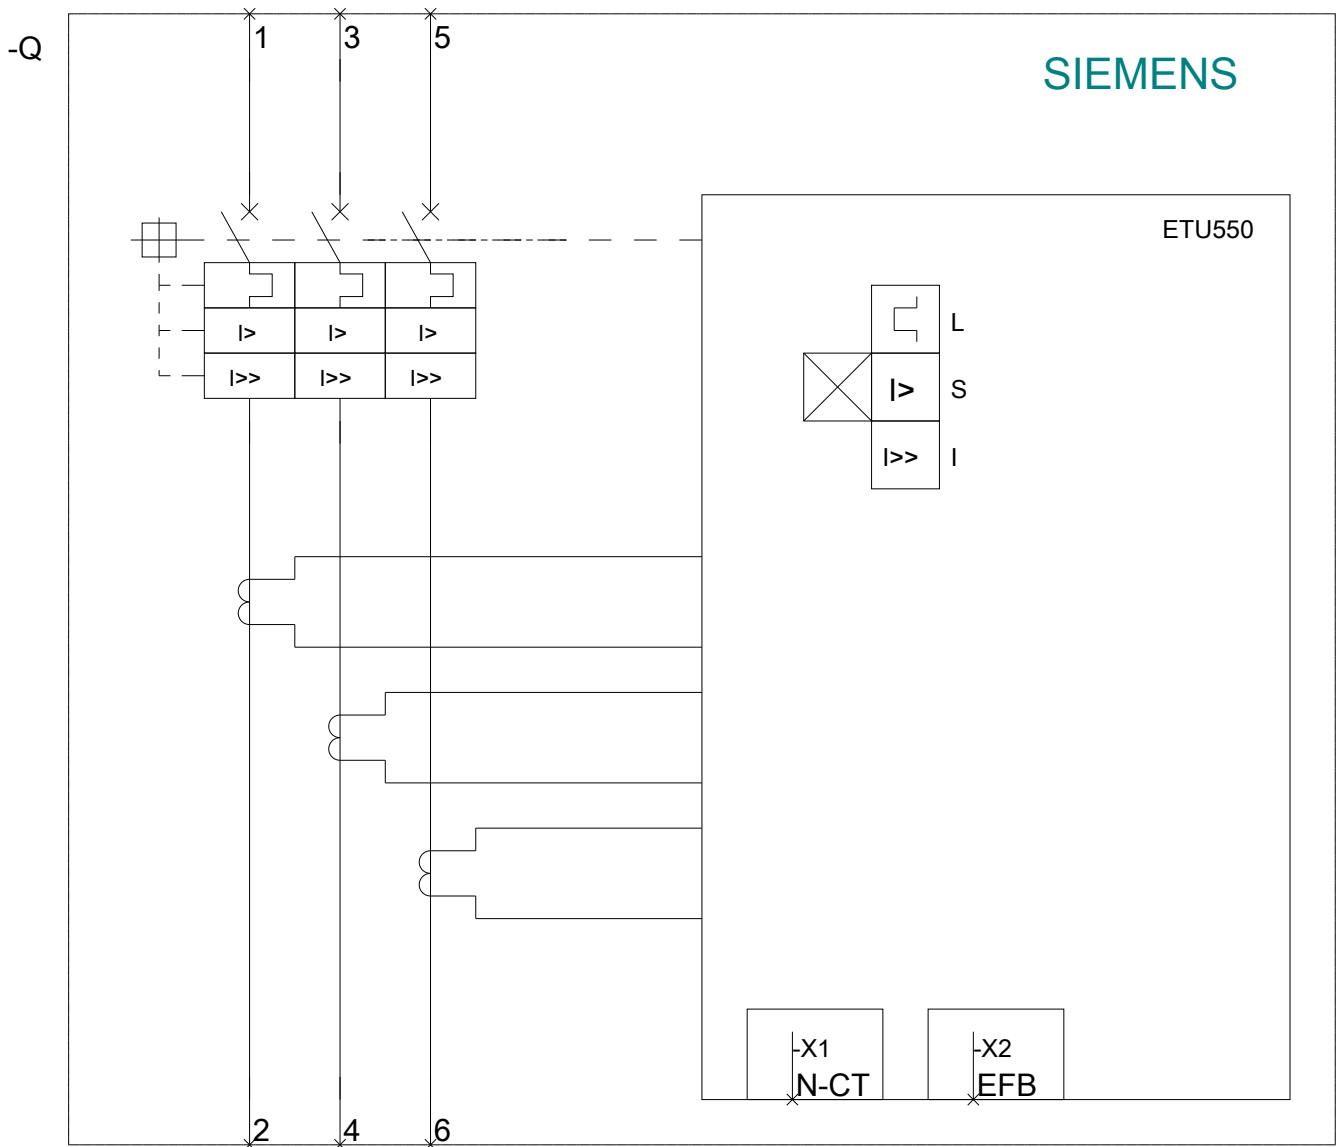 1 3 5
-Q
SIEMENS
ETU550
I> I> I>
I>> I>> I>>
L
I> S
I>> I
-X1
N-CT
-X2
EFB
2 4 6